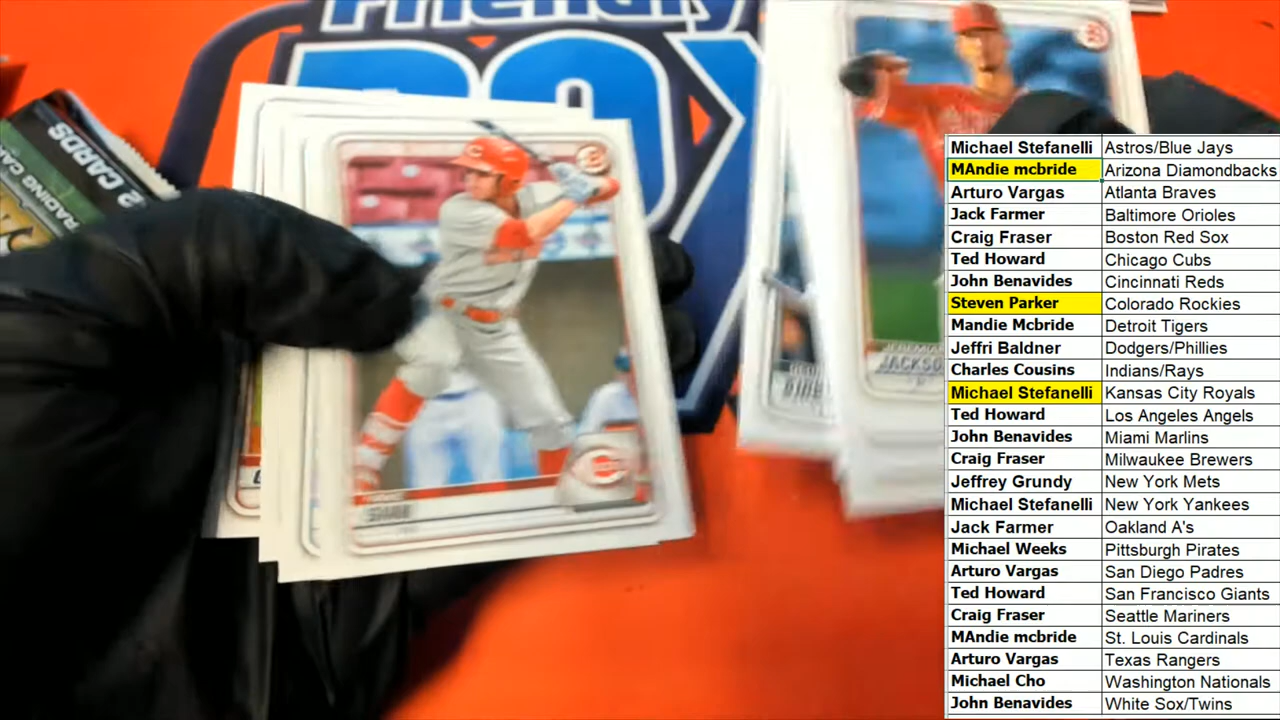 Friendly
BOX
2 CARDS
TRADING CA
JACKSO
Michael Stefanelli Astros/Blue Jays
MAndie mcbride Arizona Diamondbacks
Arturo Vargas Atlanta Braves
Jack Farmer Baltimore Orioles
Craig Fraser Boston Red Sox
Ted Howard Chicago Cubs
John Benavides Cincinnati Reds
Steven Parker Colorado Rockies
Mandie Mcbride Detroit Tigers
Jeffri Baldner Dodgers/Phillies
Charles Cousins Indians/Rays
Michael Stefanelli Kansas City Royals
Ted Howard Los Angeles Angels
John Benavides Miami Marlins
Craig Fraser Milwaukee Brewers
Jeffrey Grundy New York Mets
Michael Stefanelli New York Yankees
Jack Farmer Oakland A's
Michael Weeks Pittsburgh Pirates
Arturo Vargas San Diego Padres
Ted Howard San Francisco Giants
Craig Fraser Seattle Mariners
MAndie mcbride St. Louis Cardinals
Arturo Vargas Texas Rangers
Michael Cho Washington Nationals
John Benavides White Sox/Twins